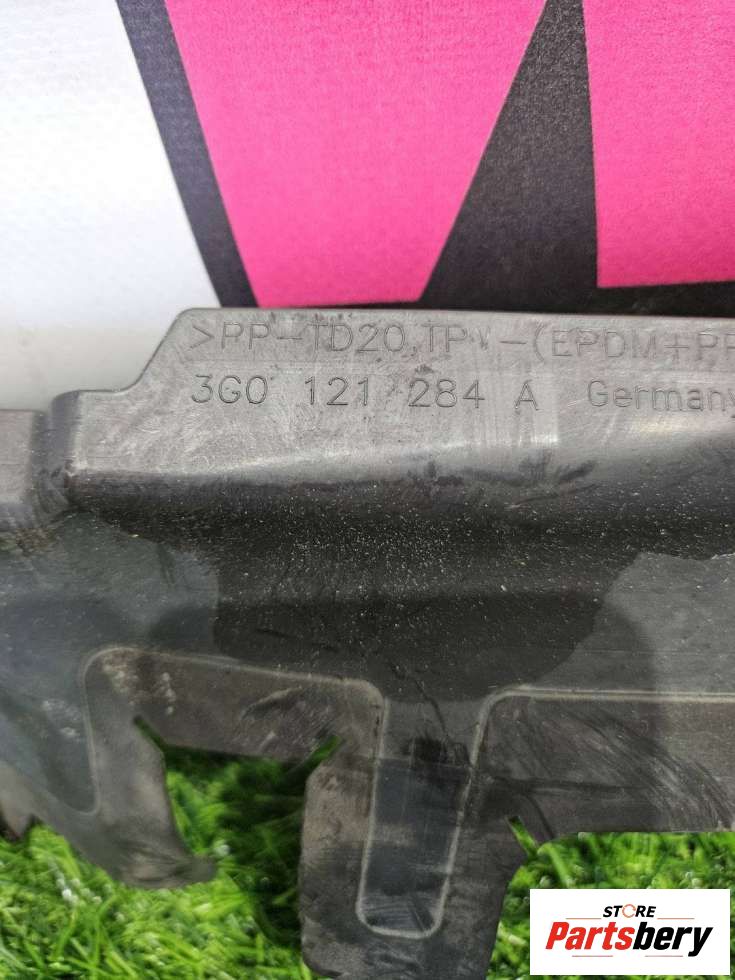 >PP-TD20,TPV-(EPDM+PP
3G0 121 284 A Germany
STORE
Partsbery